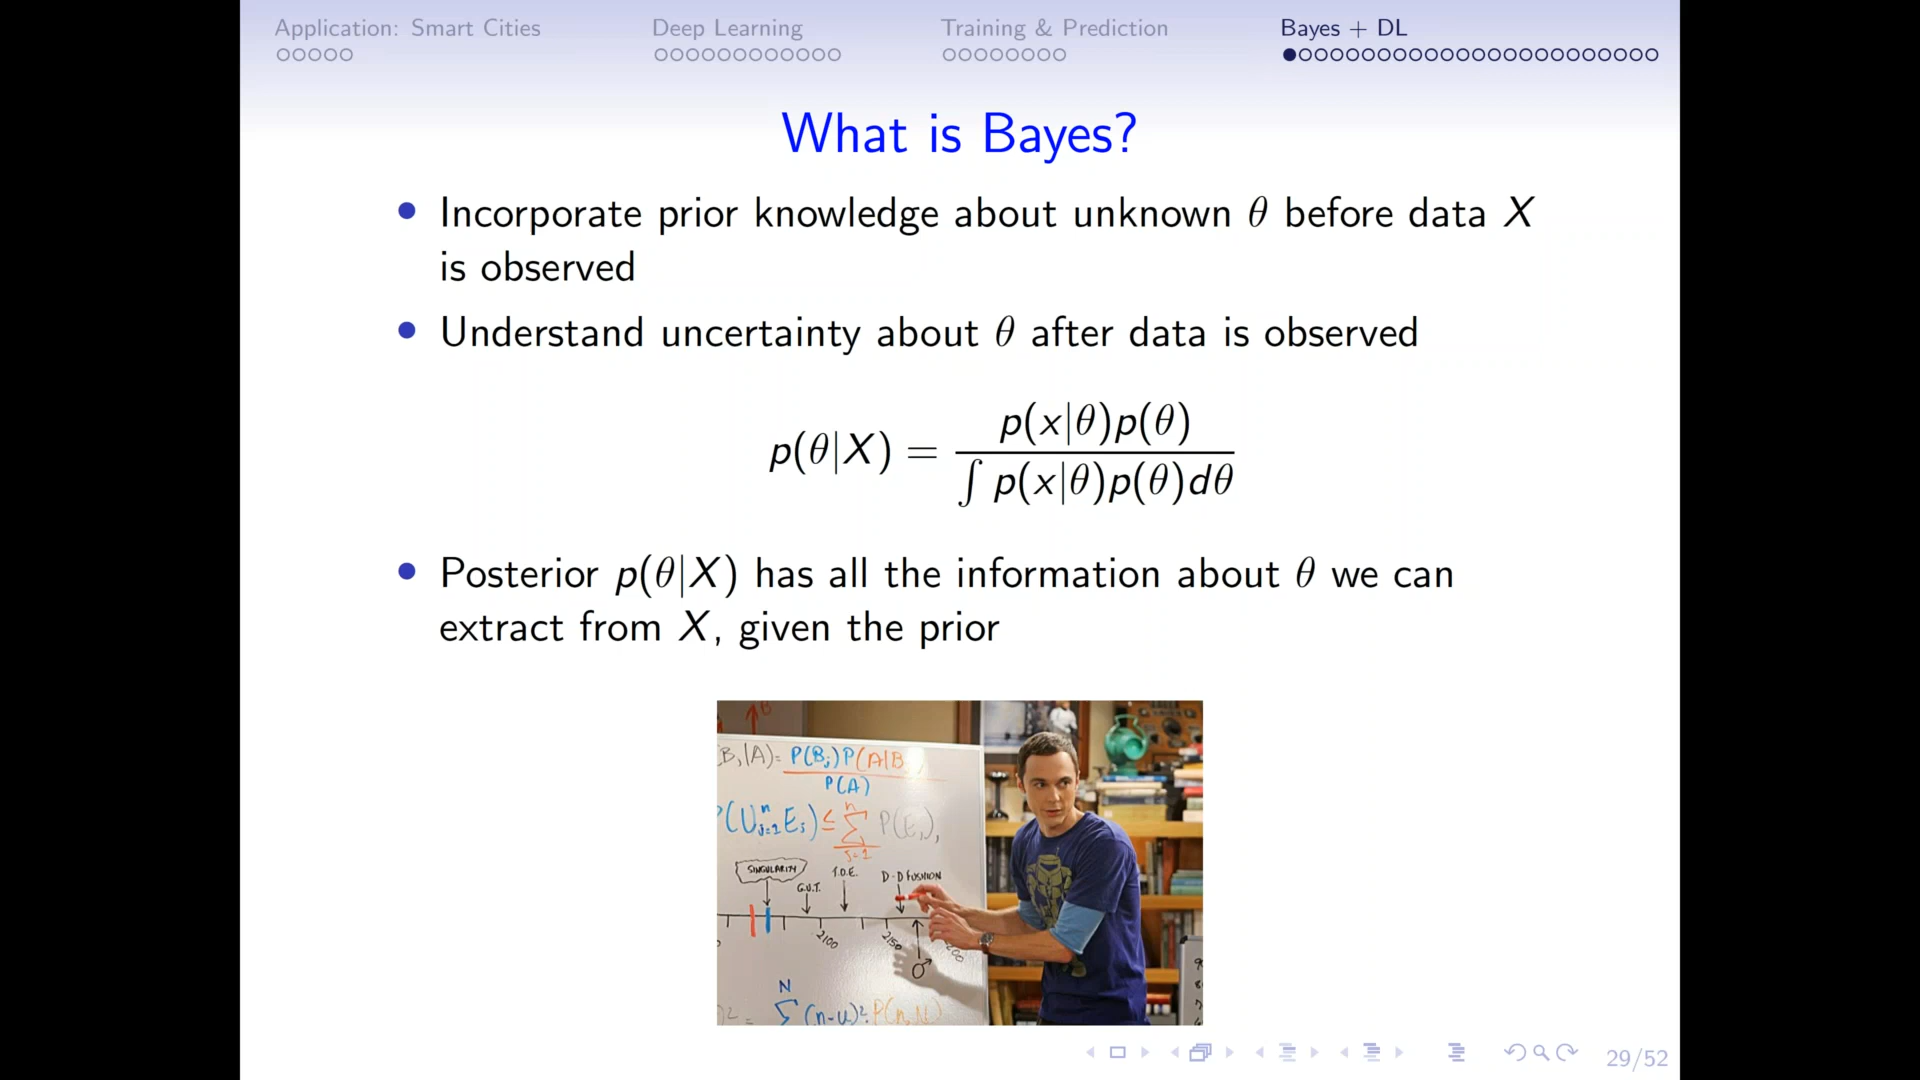 Application: Smart Cities
Deep Learning
Training & Prediction
Bayes + DL
What is Bayes?
• Incorporate prior knowledge about unknown θ before data X
is observed
• Understand uncertainty about θ after data is observed
p(θ|X) = p(x|θ)p(θ) / ∫ p(x|θ)p(θ)dθ
• Posterior p(θ|X) has all the information about θ we can
extract from X, given the prior
P(Bⱼ)P(A|B
P(A)
SINGULARITY
G.U.T.
T.O.E.
D-D FUSHION
2100
2150
N
29/52